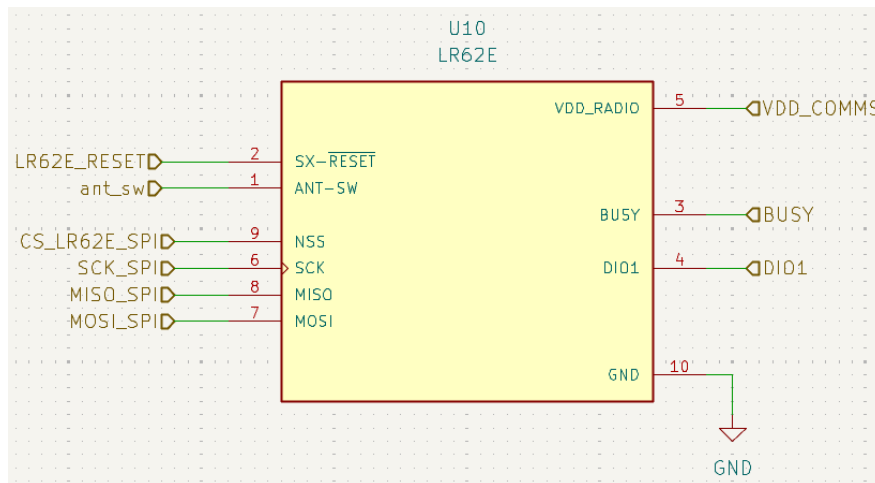 U10
LR62E
VDD_RADIO 5 VDD_COMMS
LR62E_RESET 2 SX-RESET
ant_sw 1 ANT-SW
BUSY 3 BUSY
CS_LR62E_SPI 9 NSS
SCK_SPI 6 SCK
DIO1 4 DIO1
MISO_SPI 8 MISO
MOSI_SPI 7 MOSI
GND 10
GND